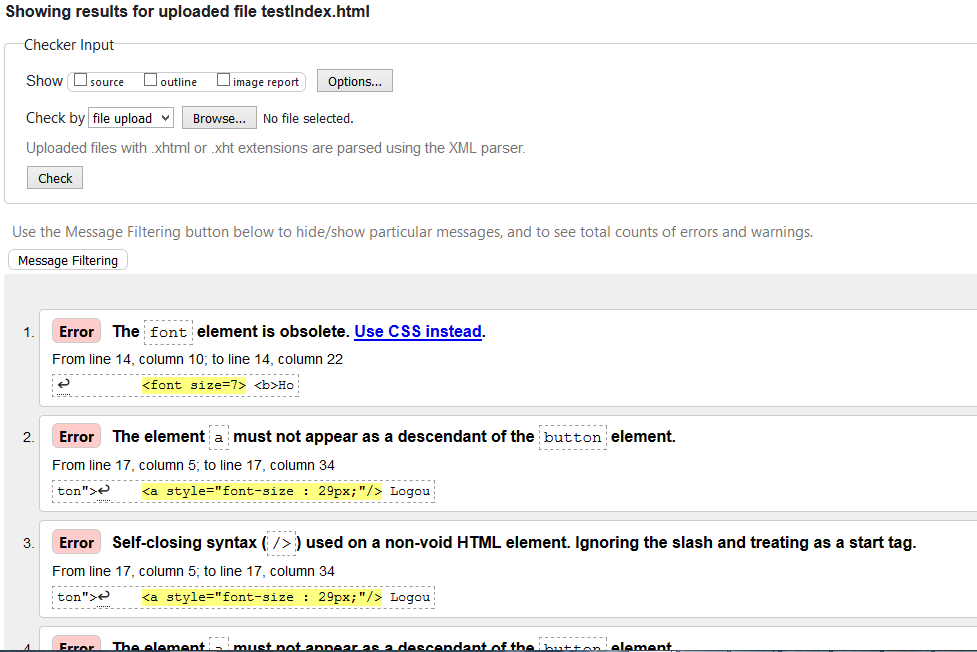 Showing results for uploaded file testIndex.html
Checker Input
Show source outline image report Options...
Check by file upload Browse... No file selected.
Uploaded files with .xhtml or .xht extensions are parsed using the XML parser.
Check
Use the Message Filtering button below to hide/show particular messages, and to see total counts of errors and warnings.
Message Filtering
1. Error The font element is obsolete. Use CSS instead.
From line 14, column 10; to line 14, column 22
↩ <font size=7> <b>Ho
2. Error The element a must not appear as a descendant of the button element.
From line 17, column 5; to line 17, column 34
ton">↩ <a style="font-size : 29px;"/> Logou
3. Error Self-closing syntax (/>) used on a non-void HTML element. Ignoring the slash and treating as a start tag.
From line 17, column 5; to line 17, column 34
ton">↩ <a style="font-size : 29px;"/> Logou
4. Error The element a must not appear as a descendant of the button element.